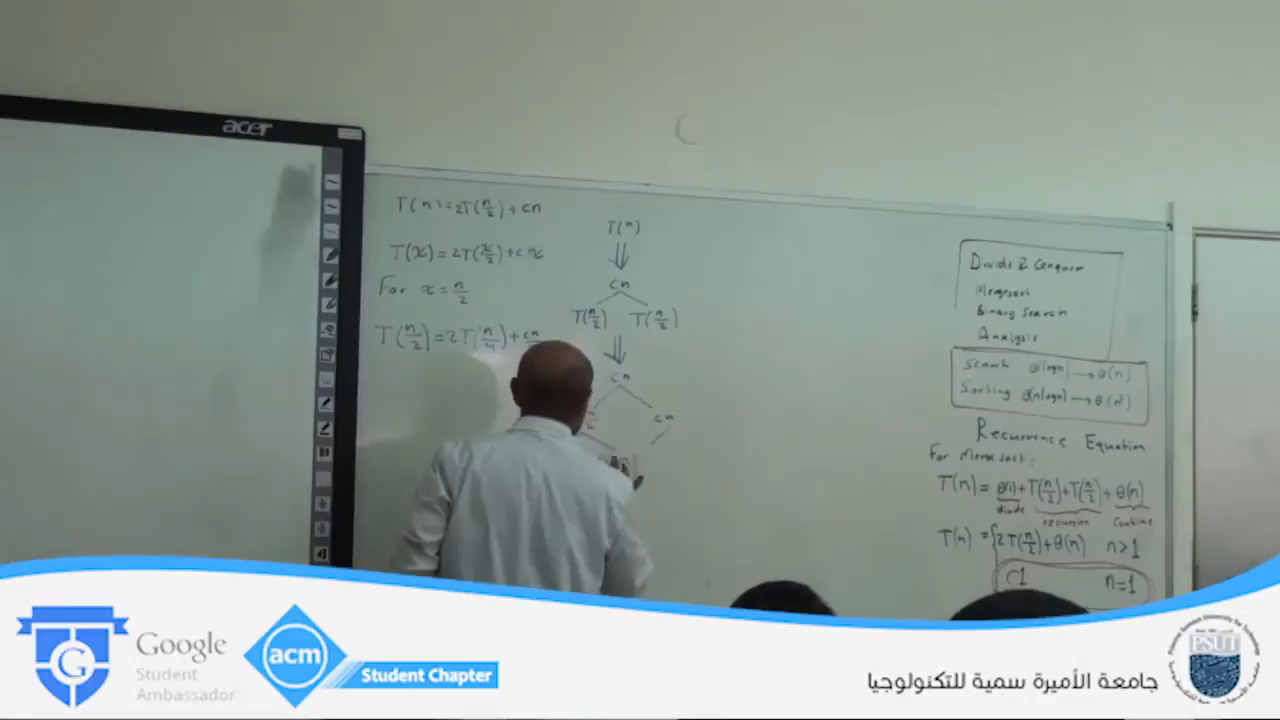 acer
T(n)=2T(n/2)+cn
T(x)=2T(x/2)+cx
For x=n/2
T(n/2)=2T(n/4)+cn
T(n)
cn
T(n/2) T(n/2)
cn
cn
Divide & Conquer
Mergesort
Binary Search
Analysis
Search θ(logn)→θ(n)
Sorting θ(nlogn)→θ(n²)
Recurrence Equation
For Mergesort:
T(n)= θ(1)+T(n/2)+T(n/2)+θ(n)
divide recursion Combine
T(n)={2T(n/2)+θ(n) n>1
c1 n=1
Google
Student
Ambassador
acm
Student Chapter
جامعة الأميرة سمية للتكنولوجيا
PSUT